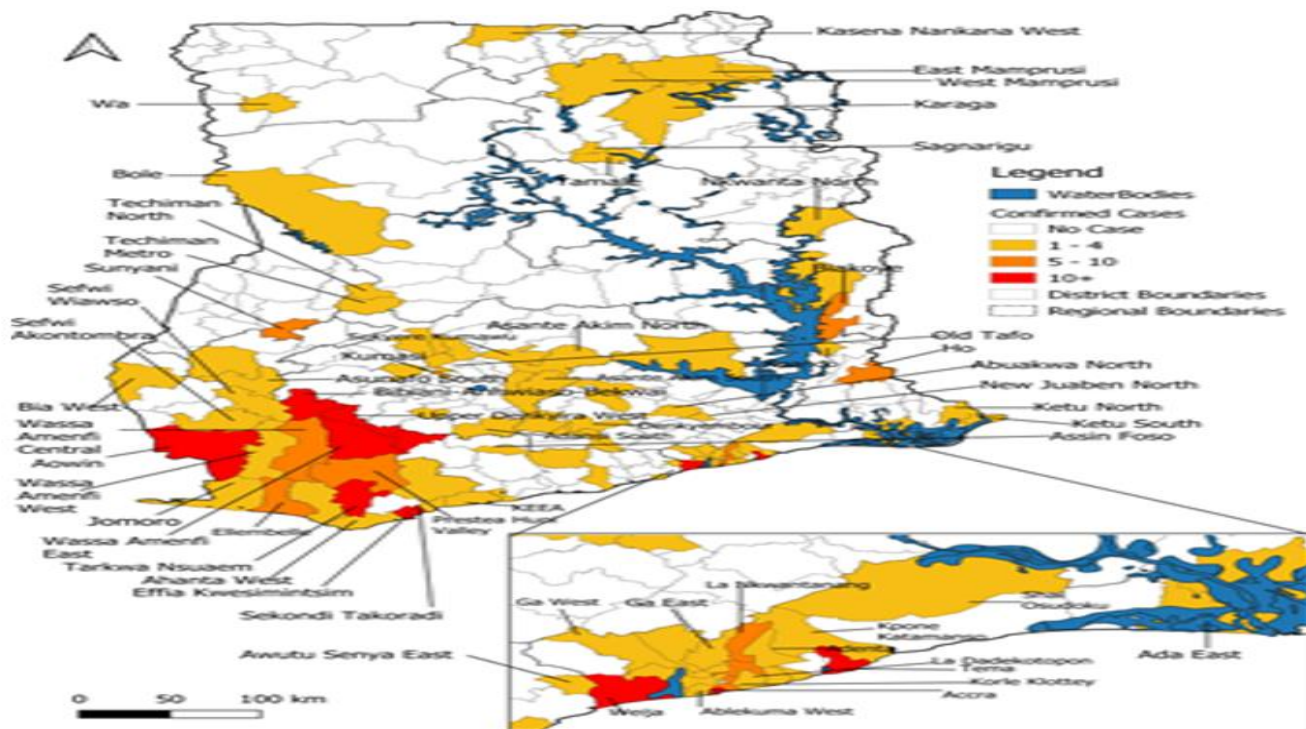 Kasena Nankana West
East Mamprusi
West Mamprusi
Wa
Karaga
Sagnarigu
Bole
Tamale
Nkwanta North
Legend
WaterBodies
Confirmed Cases
No Case
1 - 4
5 - 10
10+
District Boundaries
Regional Boundaries
Techiman
North
Techiman
Metro
Sunyani
Sefwi
Wiawso
Sefwi
Akontombra
Biakoye
Asante Akim North
Old Tafo
Ho
Kumasi
Abuakwa North
New Juaben North
Bia West
Ketu North
Ketu South
Assin Foso
Wassa
Amenfi
Central
Aowin
Wassa
Amenfi
West
Jomoro
Ellembelle
KEEA
Prestea Huni
Valley
Wassa Amenfi
East
Tarkwa Nsuaem
Ahanta West
Effia Kwesimintsim
Sekondi Takoradi
La Nkwantanang
Ga West
Ga East
Shai
Osudoku
Kpone
Katamanso
Adenta
Awutu Senya East
La Dadekotopon
Tema
Ada East
Korle Klottey
Accra
Weija
Ablekuma West
0 50 100 km